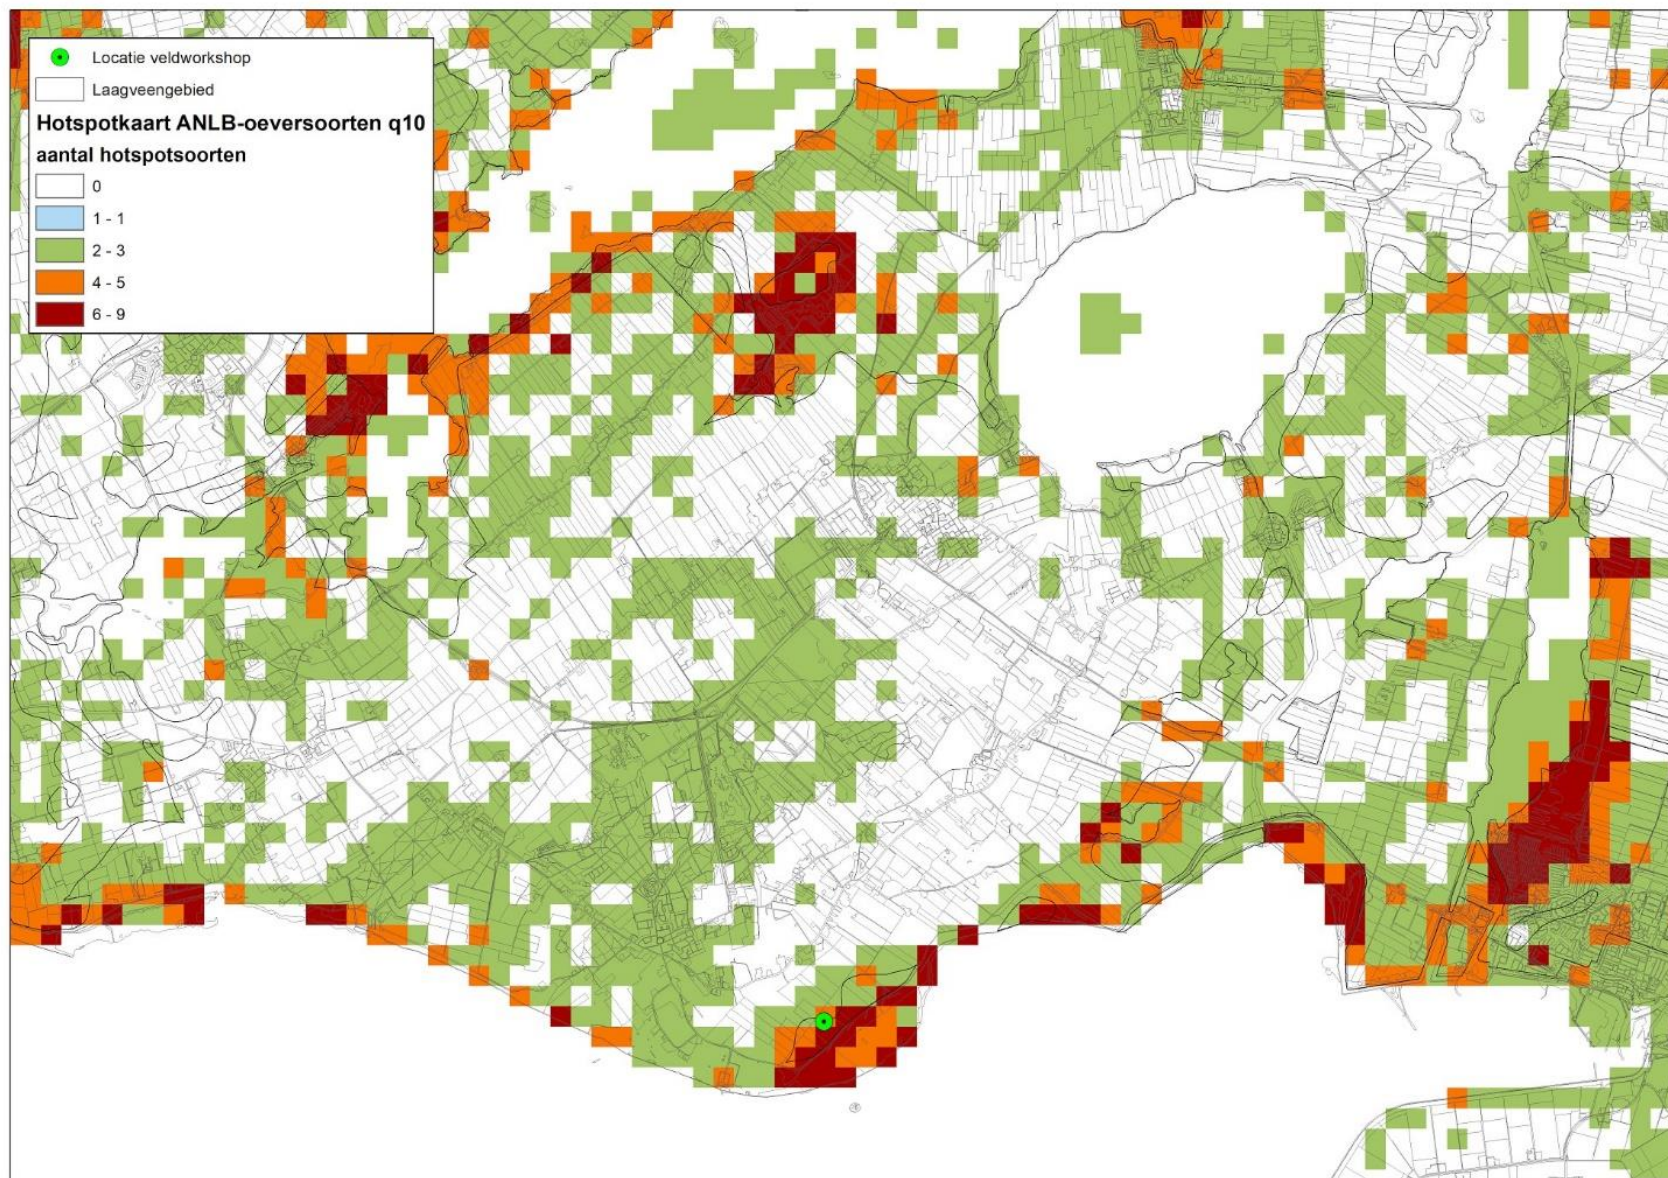 Locatie veldworkshop
Laagveengebied
Hotspotkaart ANLB-oeversoorten q10
aantal hotspotsoorten
0
1 - 1
2 - 3
4 - 5
6 - 9